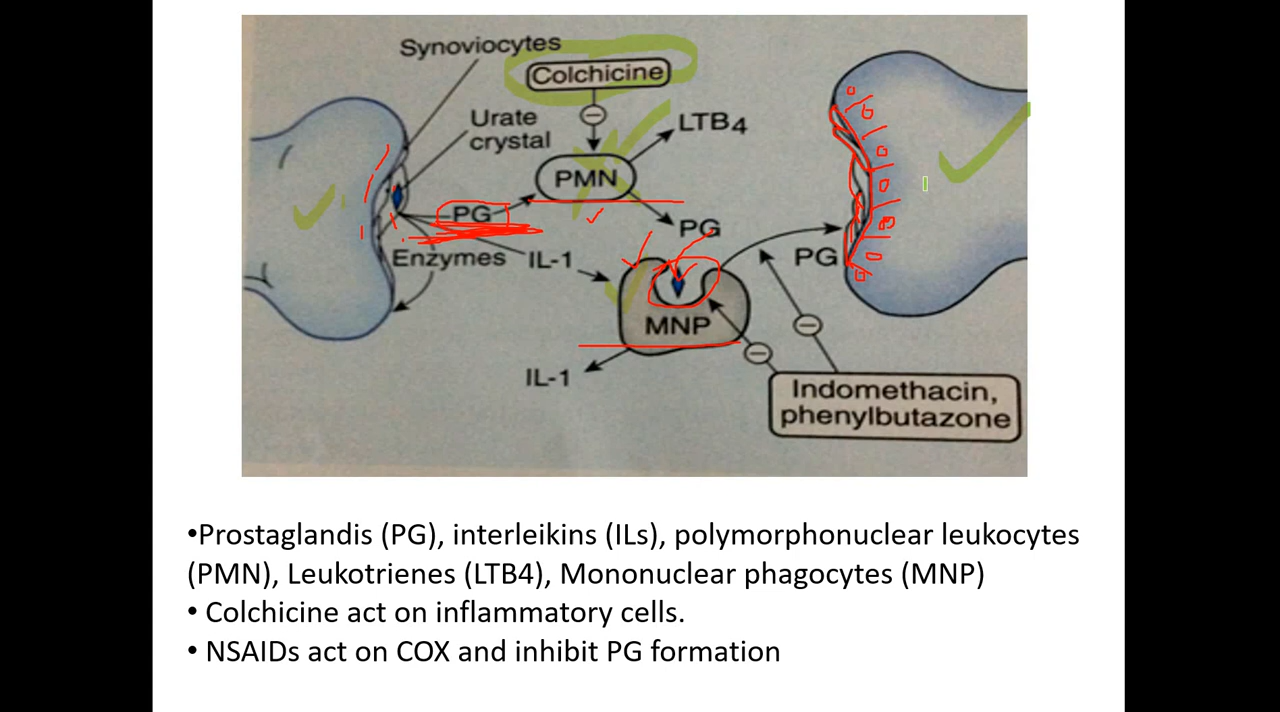 Synoviocytes
Colchicine
Urate
crystal
LTB4
PMN
PG
PG
Enzymes
IL-1
PG
MNP
IL-1
Indomethacin,
phenylbutazone
•Prostaglandis (PG), interleikins (ILs), polymorphonuclear leukocytes
(PMN), Leukotrienes (LTB4), Mononuclear phagocytes (MNP)
• Colchicine act on inflammatory cells.
• NSAIDs act on COX and inhibit PG formation